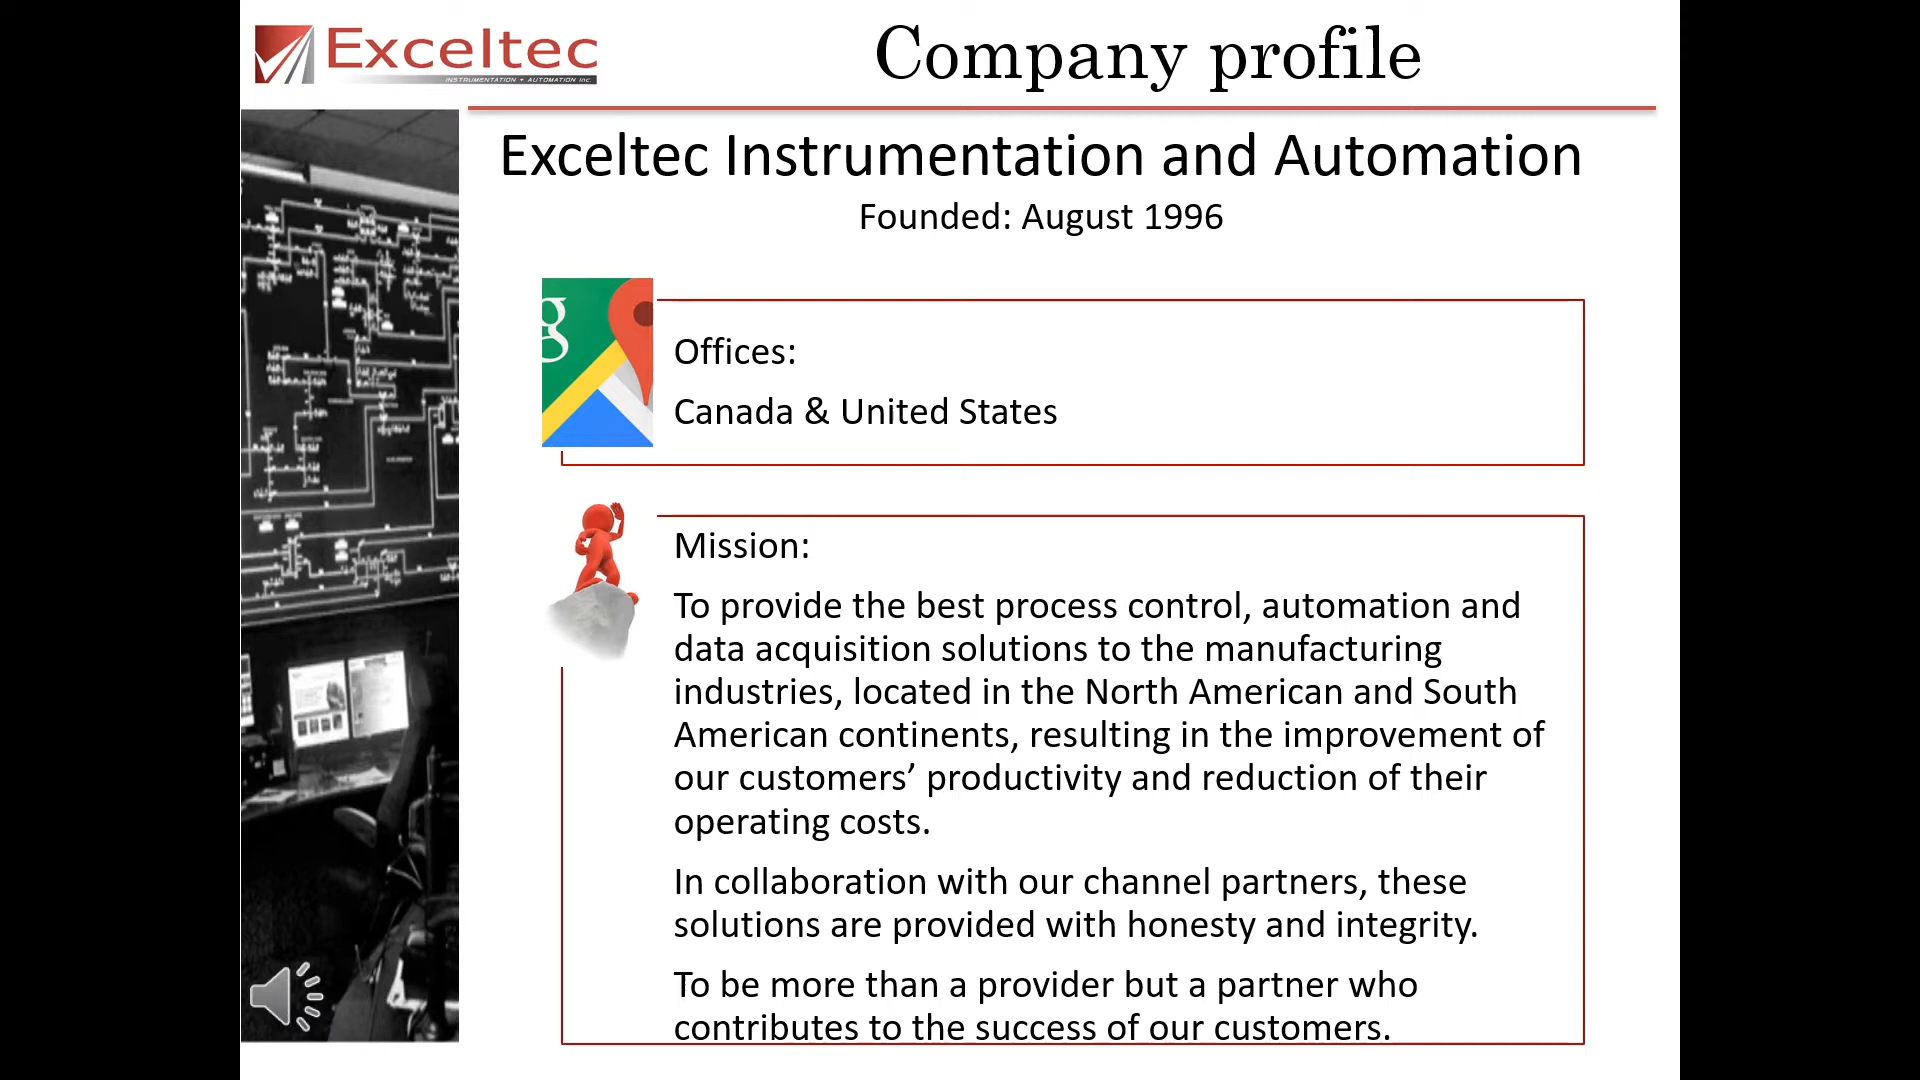 Exceltec
INSTRUMENTATION + AUTOMATION Inc.
Company profile
Exceltec Instrumentation and Automation
Founded: August 1996
g
Offices:
Canada & United States
Mission:
To provide the best process control, automation and
data acquisition solutions to the manufacturing
industries, located in the North American and South
American continents, resulting in the improvement of
our customers’ productivity and reduction of their
operating costs.
In collaboration with our channel partners, these
solutions are provided with honesty and integrity.
To be more than a provider but a partner who
contributes to the success of our customers.